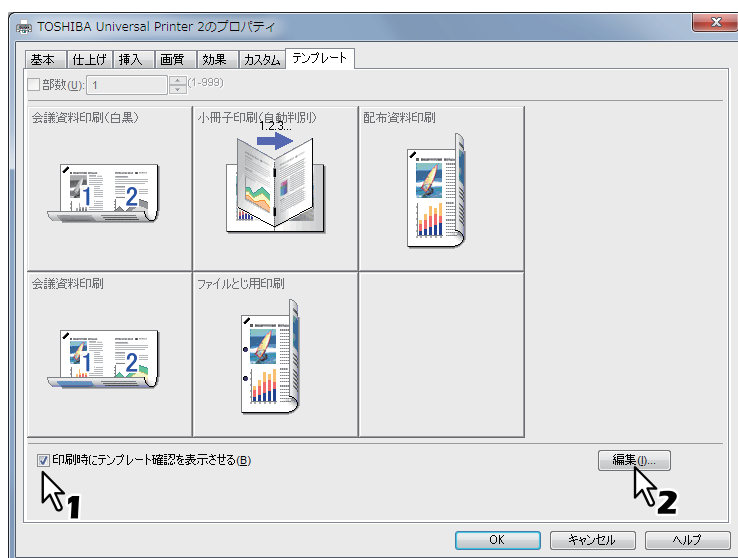 TOSHIBA Universal Printer 2のプロパティ
基本 仕上げ 挿入 画質 効果 カスタム テンプレート
部数(U): 1 (1-999)
会議資料印刷(白黒) 小冊子印刷(自動判別) 配布資料印刷
1.2.3...
1 2
会議資料印刷 ファイルとじ用印刷
1 2
印刷時にテンプレート確認を表示させる(B) 編集(I)...
1 2
OK キャンセル ヘルプ